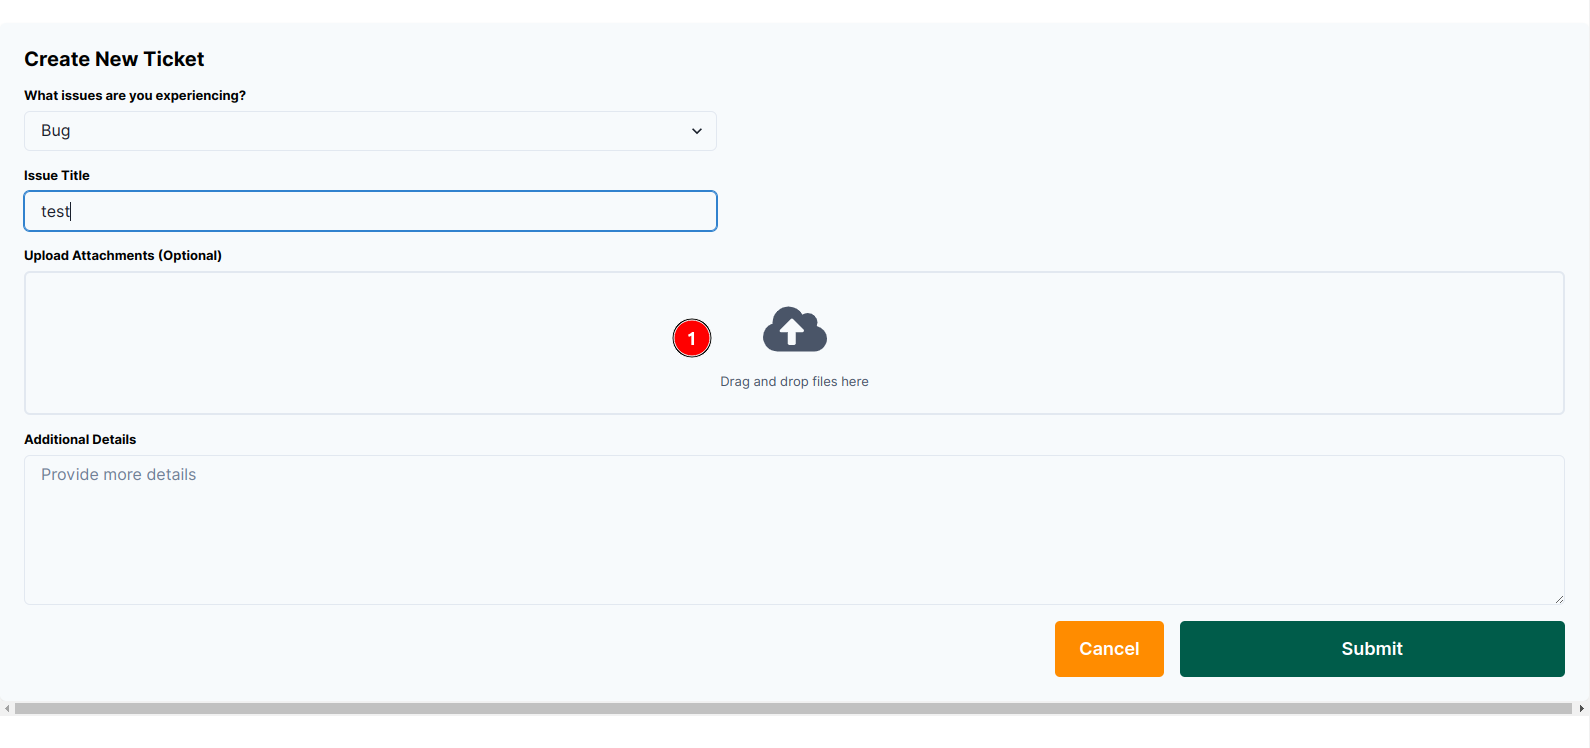 Create New Ticket
What issues are you experiencing?
Bug
Issue Title
test
Upload Attachments (Optional)
1
Drag and drop files here
Additional Details
Provide more details
Cancel Submit